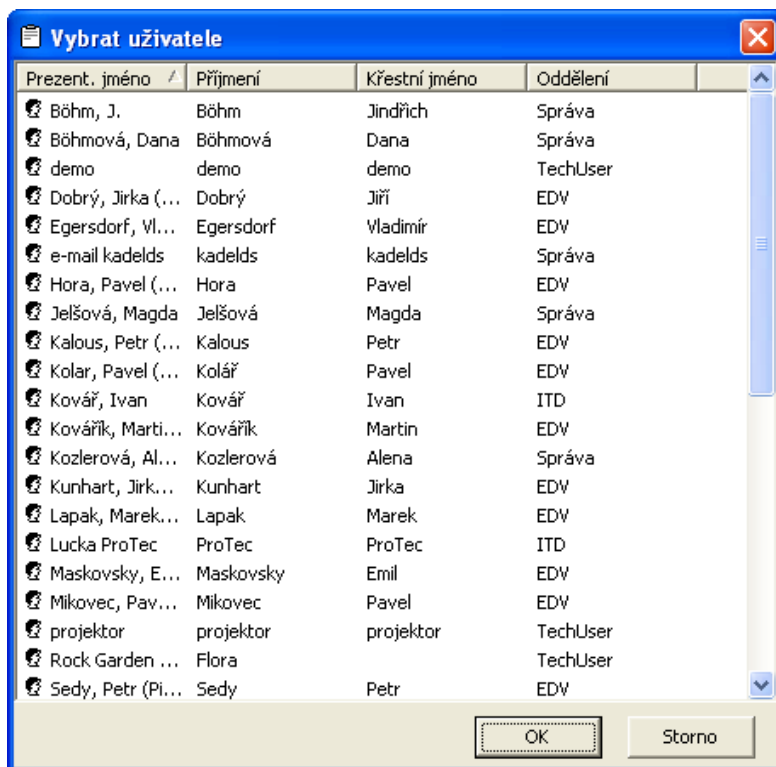 Vybrat uživatele
Prezent. jméno Příjmení Křestní jméno Oddělení
Böhm, J. Böhm Jindřich Správa
Böhmová, Dana Böhmová Dana Správa
demo demo demo TechUser
Dobrý, Jirka (... Dobrý Jiří EDV
Egersdorf, Vl... Egersdorf Vladimír EDV
e-mail kadelds kadelds kadelds Správa
Hora, Pavel (... Hora Pavel EDV
Jelšová, Magda Jelšová Magda Správa
Kalous, Petr (... Kalous Petr EDV
Kolar, Pavel (... Kolář Pavel EDV
Kovář, Ivan Kovář Ivan ITD
Kovářík, Marti... Kovářík Martin EDV
Kozlerová, Al... Kozlerová Alena Správa
Kunhart, Jirk... Kunhart Jirka EDV
Lapak, Marek... Lapak Marek EDV
Lucka ProTec ProTec ProTec ITD
Maskovsky, E... Maskovsky Emil EDV
Mikovec, Pav... Mikovec Pavel EDV
projektor projektor projektor TechUser
Rock Garden ... Flora TechUser
Sedy, Petr (Pi... Sedy Petr EDV
OK Storno